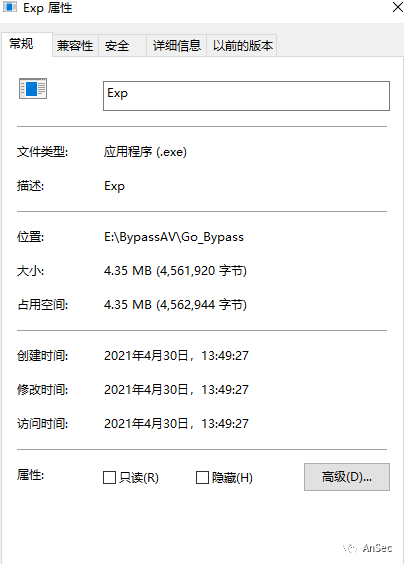 Exp 属性
常规 兼容性 安全 详细信息 以前的版本
Exp
文件类型: 应用程序 (.exe)
描述: Exp
位置: E:\BypassAV\Go_Bypass
大小: 4.35 MB (4,561,920 字节)
占用空间: 4.35 MB (4,562,944 字节)
创建时间: 2021年4月30日，13:49:27
修改时间: 2021年4月30日，13:49:27
访问时间: 2021年4月30日，13:49:27
属性: 只读(R) 隐藏(H) 高级(D)...
AnSec